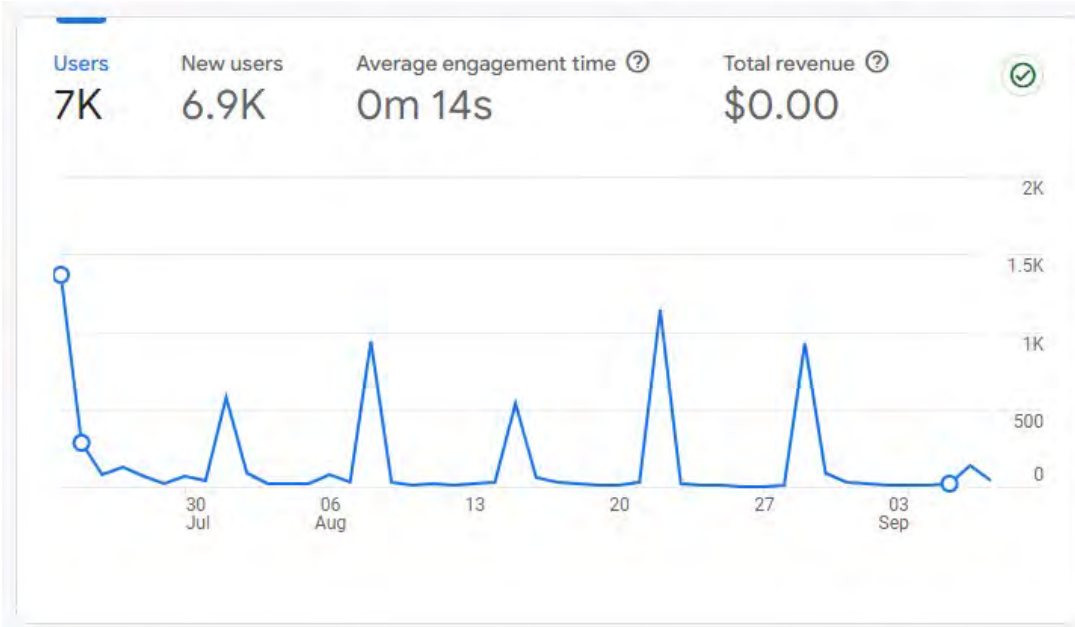 Users New users Average engagement time Total revenue
7K 6.9K 0m 14s $0.00
2K
1.5K
1K
500
0
30 06 13 20 27 03
Jul Aug Sep